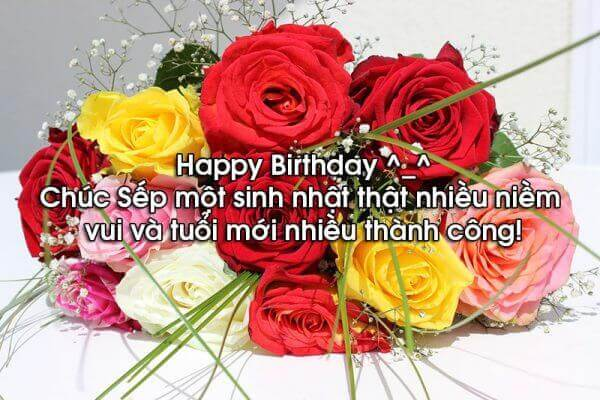 Happy Birthday ^_^
Chúc Sếp một sinh nhật thật nhiều niềm
vui và tuổi mới nhiều thành công!